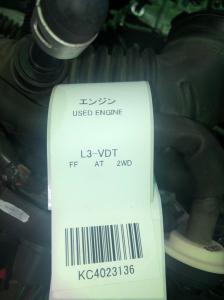 エンジン
USED ENGINE
L3-VDT
FF AT 2WD
KC4023136